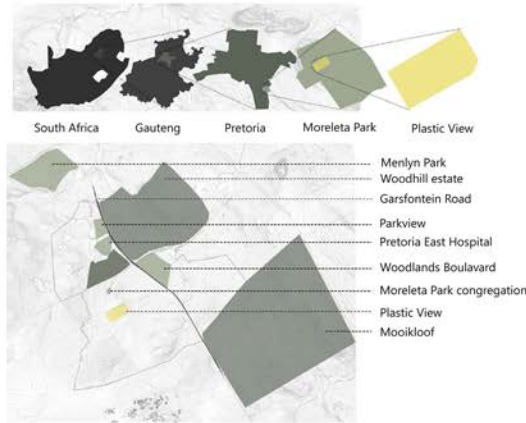 South Africa
Gauteng
Pretoria
Moreleta Park
Plastic View
Menlyn Park
Woodhill estate
Garsfontein Road
Parkview
Pretoria East Hospital
Woodlands Boulavard
Moreleta Park congregation
Plastic View
Mooikloof